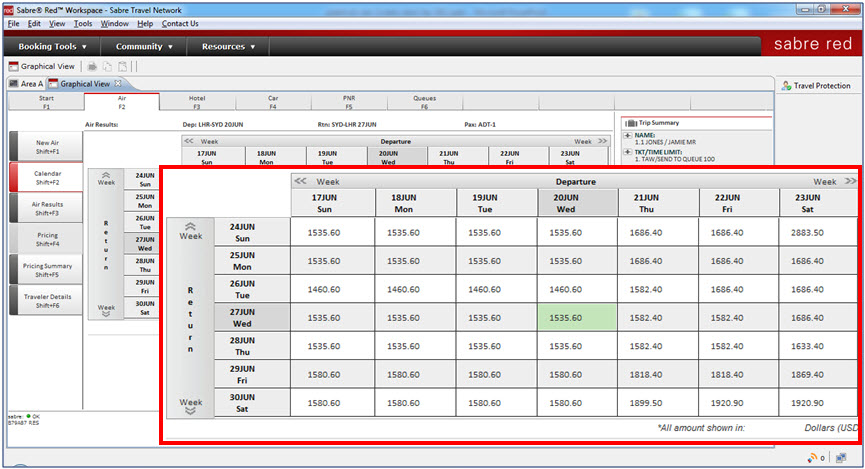 Sabre® Red™ Workspace - Sabre Travel Network
File Edit View Tools Window Help Contact Us
Booking Tools ▼ Community ▼ Resources ▼ sabre red
Graphical View
Area A Graphical View Travel Protection
Start Air Hotel Car PNR Queues
F1 F2 F3 F4 F5 F6
Air Results: Dep: LHR-SYD 20JUN Rtn: SYD-LHR 27JUN Pax: ADT-1
Trip Summary
NAME:
1.1 JONES / JAMIE MR
TKT/TIME LIMIT:
1. TAW/SEND TO QUEUE 100
New Air
Shift+F1
Calendar
Shift+F2
Air Results
Shift+F3
Pricing
Shift+F4
Pricing Summary
Shift+F5
Traveler Details
Shift+F6
<< Week Departure Week >>
17JUN 18JUN 19JUN 20JUN 21JUN 22JUN 23JUN
Sun Mon Tue Wed Thu Fri Sat
Week
Return
Week
24JUN
Sun
25JUN
Mon
26JUN
Tue
27JUN
Wed
28JUN
Thu
29JUN
Fri
30JUN
Sat
<< Week Departure Week >>
17JUN 18JUN 19JUN 20JUN 21JUN 22JUN 23JUN
Sun Mon Tue Wed Thu Fri Sat
Week
Return
Week
24JUN
Sun
1535.60 1535.60 1535.60 1535.60 1686.40 1686.40 2883.50
25JUN
Mon
1535.60 1535.60 1535.60 1535.60 1686.40 1686.40 1686.40
26JUN
Tue
1460.60 1460.60 1460.60 1460.60 1582.40 1686.40 1686.40
27JUN
Wed
1535.60 1535.60 1535.60 1535.60 1582.40 1582.40 1686.40
28JUN
Thu
1535.60 1535.60 1535.60 1535.60 1582.40 1582.40 1633.40
29JUN
Fri
1580.60 1580.60 1580.60 1580.60 1818.40 1818.40 1869.40
30JUN
Sat
1580.60 1580.60 1580.60 1580.60 1899.50 1920.90 1920.90
*All amount shown in: Dollars (USD
sabre: OK
B79A87 RES
0